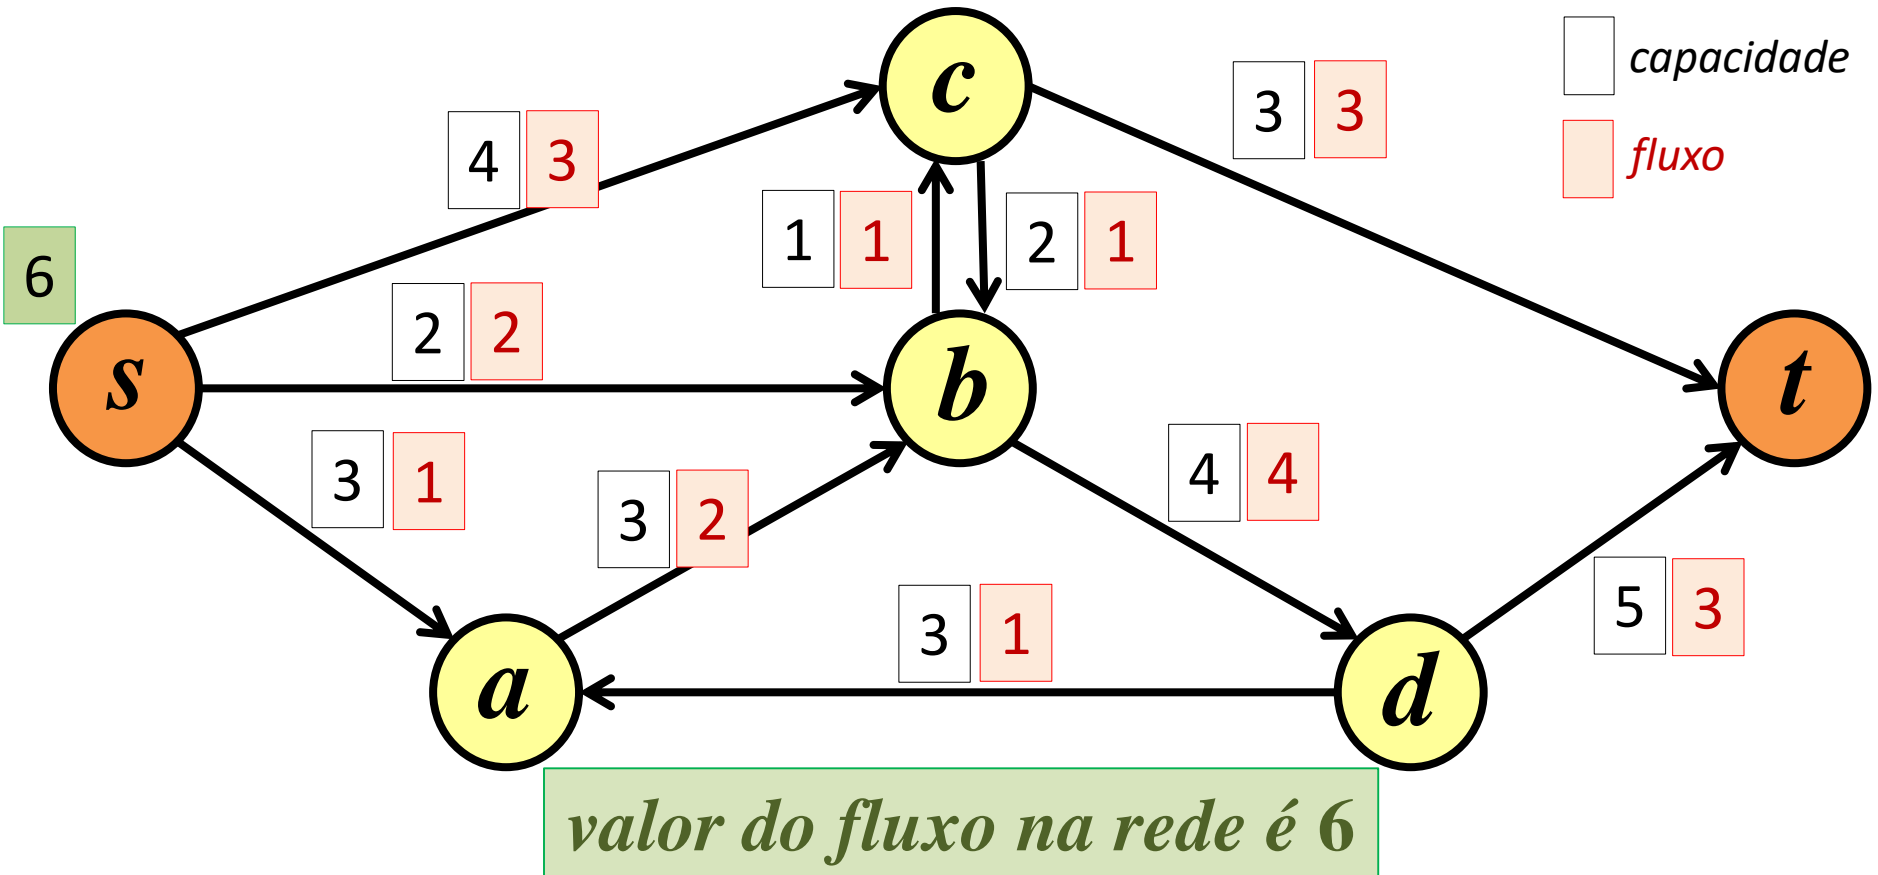 c
3 3
capacidade
4 3
fluxo
1 1
2 1
6
2 2
s
b
t
3 1
3 2
4 4
3 1
5 3
a
d
valor do fluxo na rede é 6